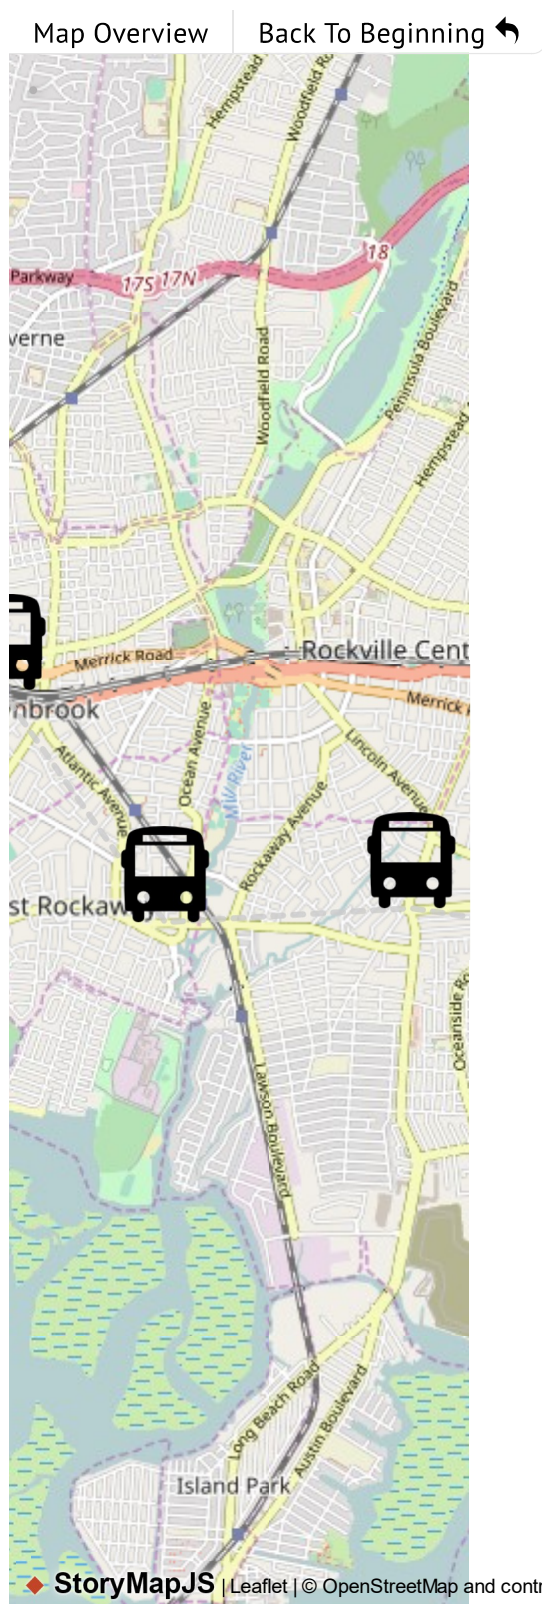 Map Overview
Back To Beginning
Hempstead
Woodfield Ro
18
Parkway
17S 17N
verne
Woodfield Road
Peninsula Boulevard
Hempstead
Rockville Cent
Merrick Road
nbrook
Merrick R
Ocean Avenue
Atlantic Avenue
Mill River
Lincoln Avenue
Rockaway Avenue
st Rockaw
Oceanside Ro
Lawson Boulevard
Long Beach Road
Austin Boulevard
Island Park
StoryMapJS | Leaflet | © OpenStreetMap and contr